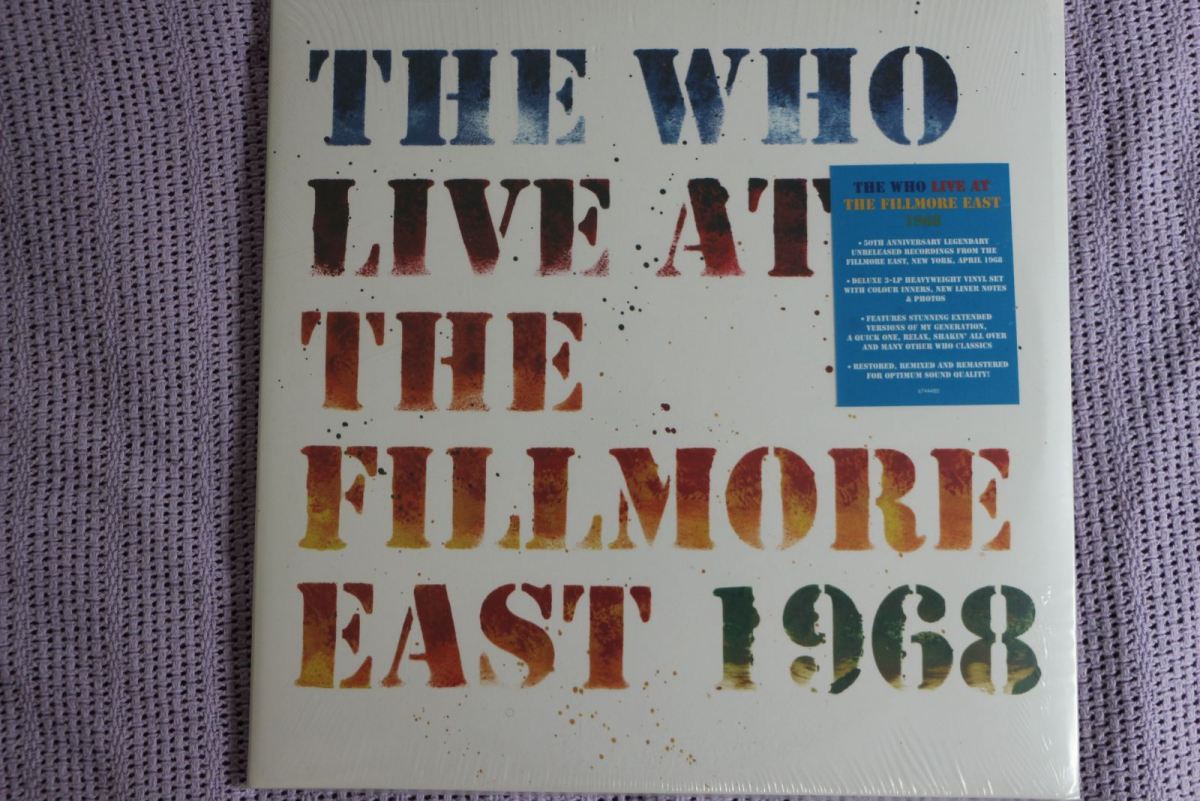 THE WHO
LIVE AT
THE
FILLMORE
EAST 1968
THE WHO LIVE AT
THE FILLMORE EAST
1968
• 50TH ANNIVERSARY LEGENDARY
UNRELEASED RECORDINGS FROM THE
FILLMORE EAST, NEW YORK, APRIL 1968
• DELUXE 3-LP HEAVYWEIGHT VINYL SET
WITH COLOUR INNERS, NEW LINER NOTES
& PHOTOS
• FEATURES STUNNING EXTENDED
VERSIONS OF MY GENERATION,
A QUICK ONE, RELAX, SHAKIN' ALL OVER
AND MANY OTHER WHO CLASSICS
• RESTORED, REMIXED AND REMASTERED
FOR OPTIMUM SOUND QUALITY!